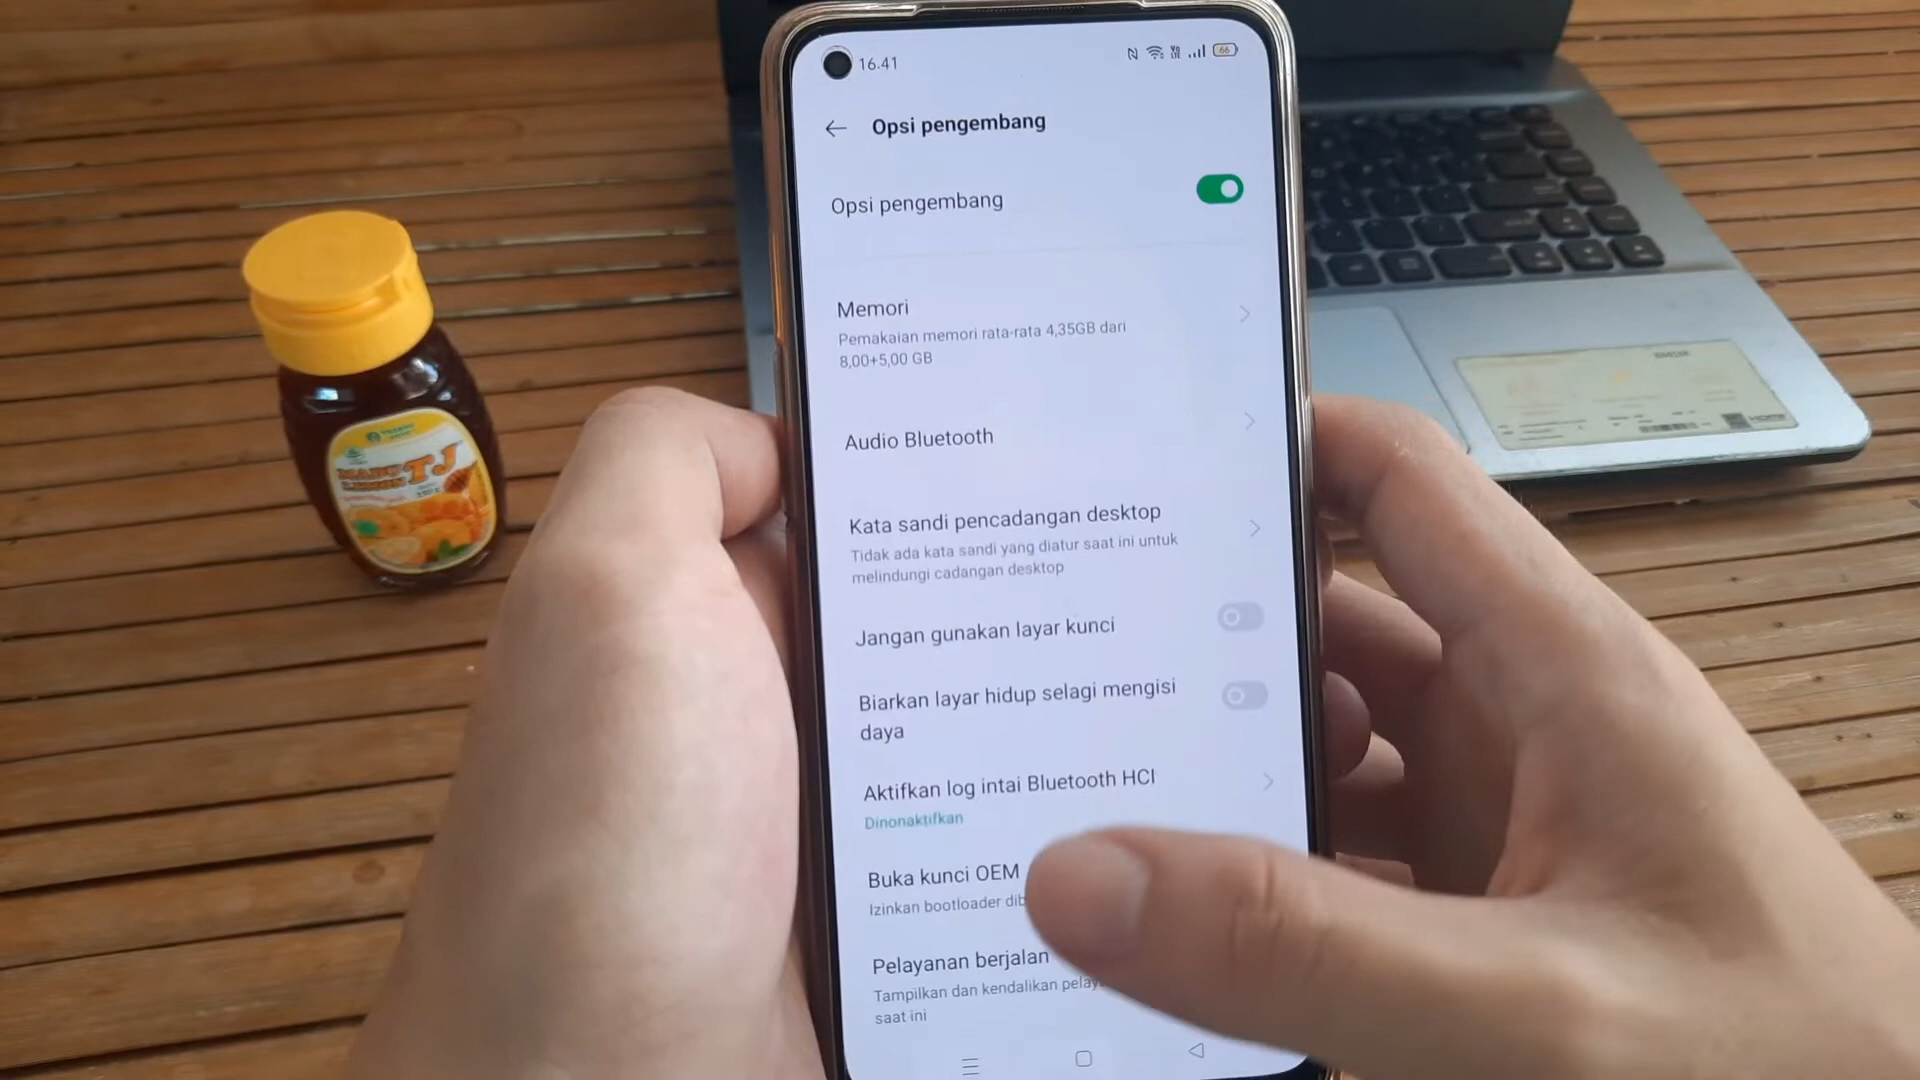 16.41
66
Opsi pengembang
Opsi pengembang
Memori
Pemakaian memori rata-rata 4,35GB dari
8,00+5,00 GB
Audio Bluetooth
Kata sandi pencadangan desktop
Tidak ada kata sandi yang diatur saat ini untuk
melindungi cadangan desktop
Jangan gunakan layar kunci
Biarkan layar hidup selagi mengisi
daya
Aktifkan log intai Bluetooth HCI
Dinonaktifkan
Buka kunci OEM
Izinkan bootloader dib
Pelayanan berjalan
Tampilkan dan kendalikan pelay
saat ini
TJ
HDMI